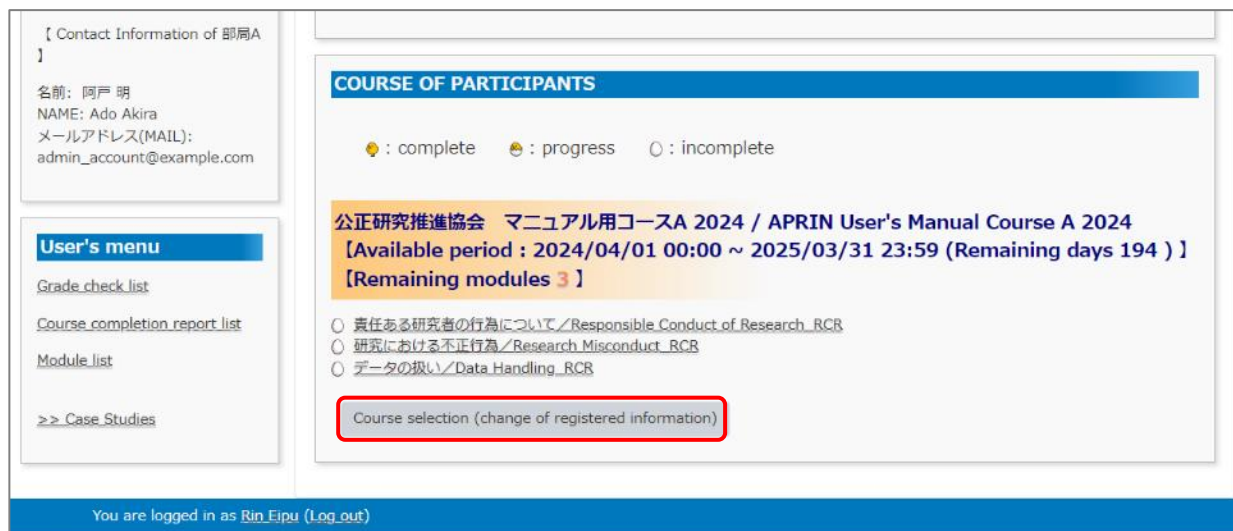 【 Contact Information of 部局A
】
名前: 阿戸 明
NAME: Ado Akira
メールアドレス(MAIL):
admin_account@example.com
User's menu
Grade check list
Course completion report list
Module list
>> Case Studies
COURSE OF PARTICIPANTS
: complete : progress : incomplete
公正研究推進協会 マニュアル用コースA 2024 / APRIN User's Manual Course A 2024
【Available period : 2024/04/01 00:00 ~ 2025/03/31 23:59 (Remaining days 194 ) 】
【Remaining modules 3 】
責任ある研究者の行為について／Responsible Conduct of Research_RCR
研究における不正行為／Research Misconduct_RCR
データの扱い／Data Handling_RCR
Course selection (change of registered information)
You are logged in as Rin Eipu (Log out)